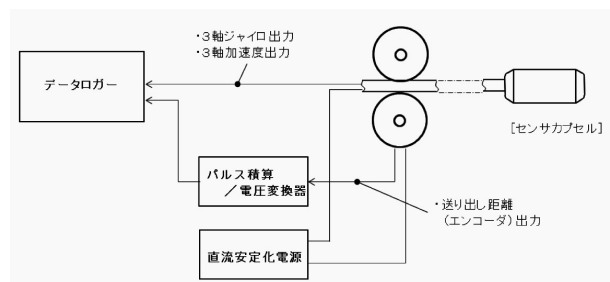 ・３軸ジャイロ出力
・３軸加速度出力
データロガー
［センサカプセル］
パルス積算
／電圧変換器
・送り出し距離
（エンコーダ）出力
直流安定化電源